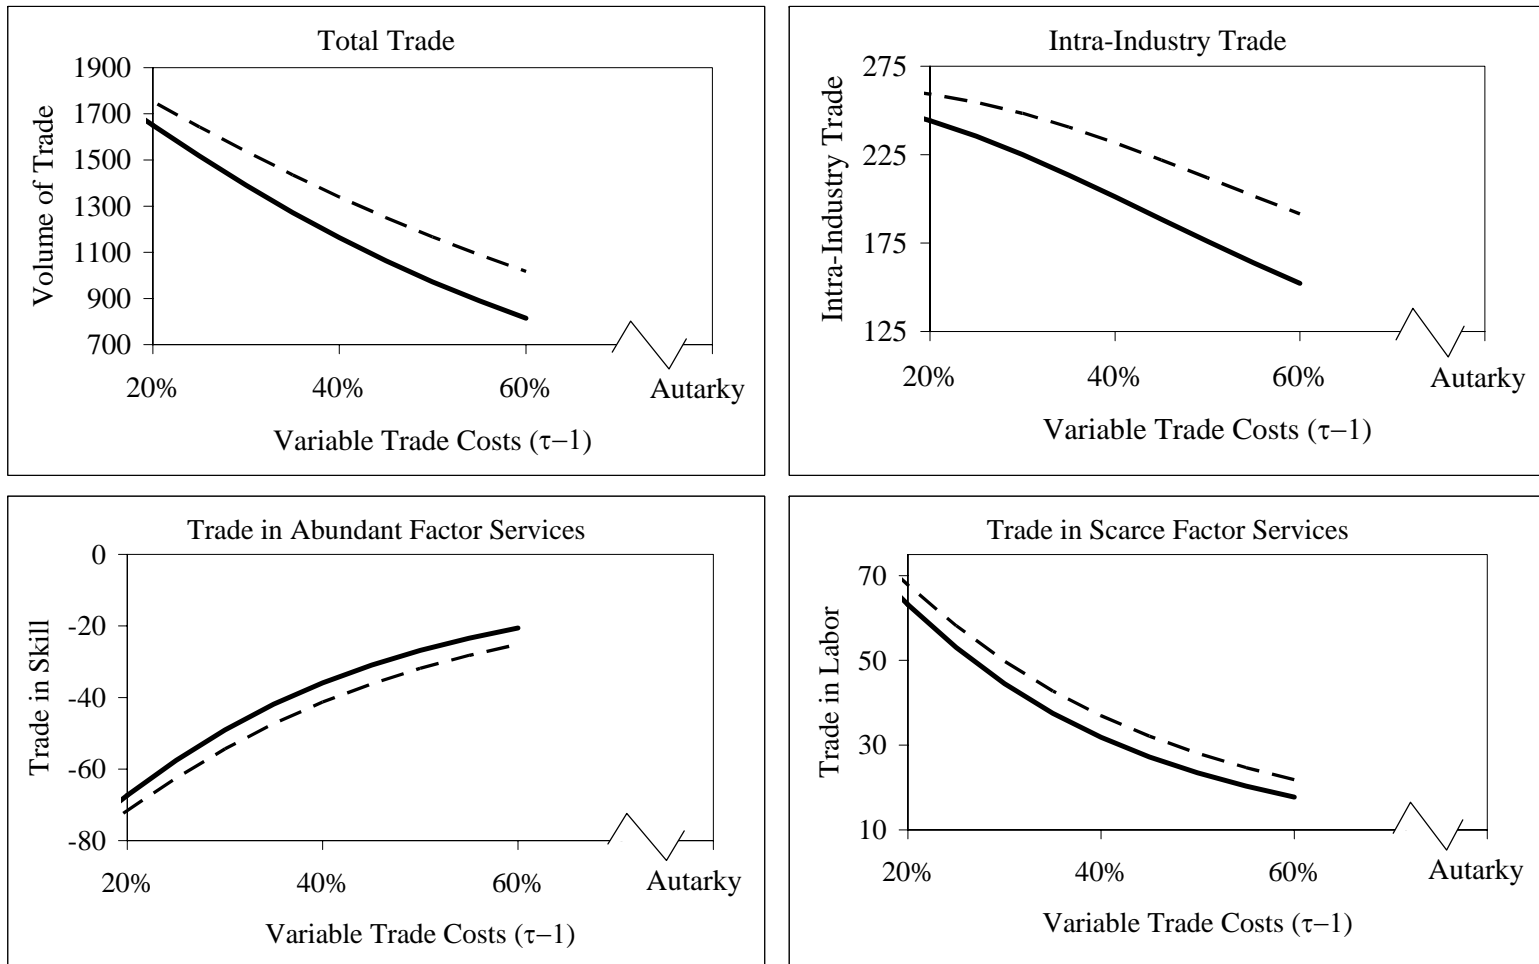 Total Trade
Volume of Trade
1900
1700
1500
1300
1100
900
700
20%
40%
60%
Autarky
Variable Trade Costs (τ−1)
Intra-Industry Trade
Intra-Industry Trade
275
225
175
125
20%
40%
60%
Autarky
Variable Trade Costs (τ−1)
Trade in Abundant Factor Services
Trade in Skill
0
-20
-40
-60
-80
20%
40%
60%
Autarky
Variable Trade Costs (τ−1)
Trade in Scarce Factor Services
Trade in Labor
70
50
30
10
20%
40%
60%
Autarky
Variable Trade Costs (τ−1)